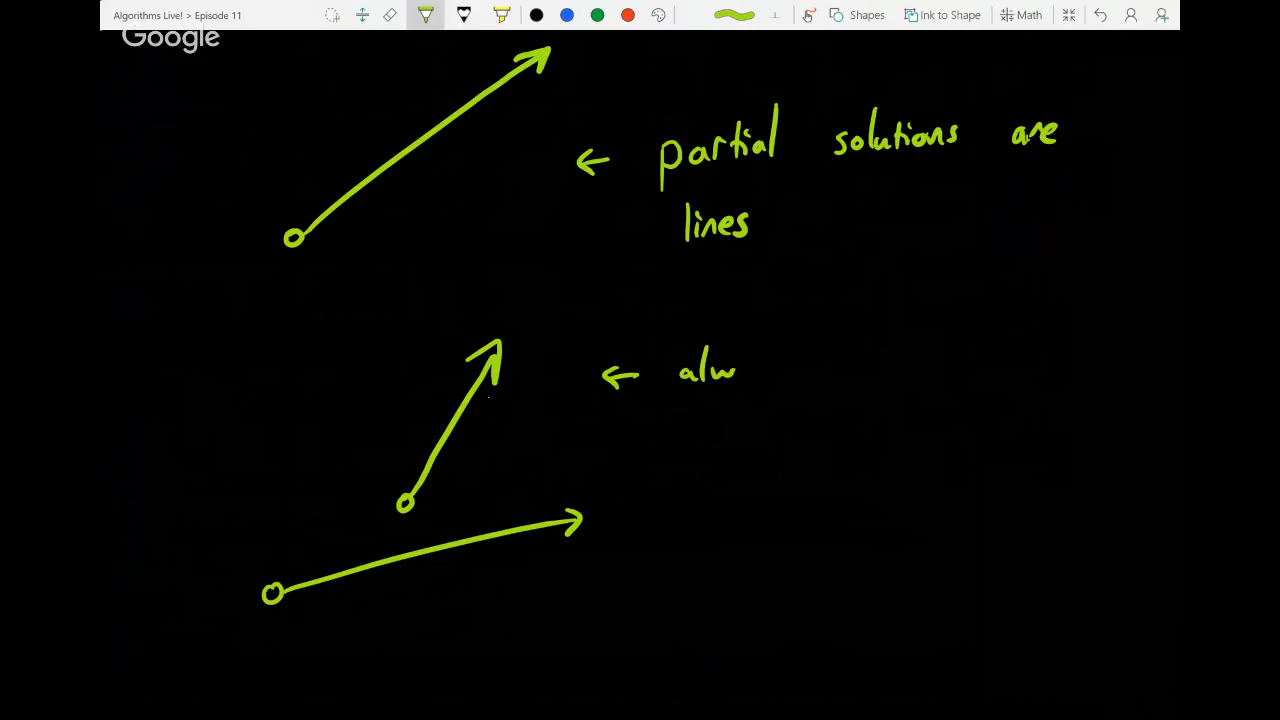 Algorithms Live! > Episode 11
Shapes
Ink to Shape
Math
Google
← partial solutions are
lines
← alw